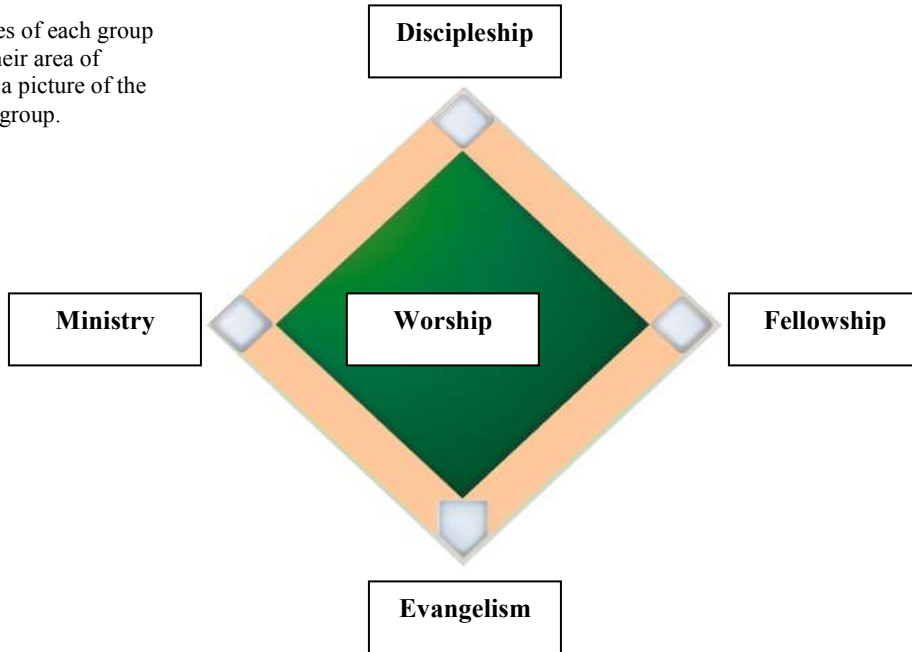 es of each group
heir area of
a picture of the
group.
Discipleship
Ministry
Worship
Fellowship
Evangelism